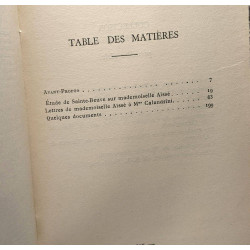 TABLE DES MATIÈRES
AVANT-PROPOS . . . . . . . . . . . . . . 7
Étude de Sainte-Beuve sur mademoiselle Aïssé . 19
Lettres de mademoiselle Aïssé à Mme Calandrini. 83
Quelques documents . . . . . . . . . . . 199